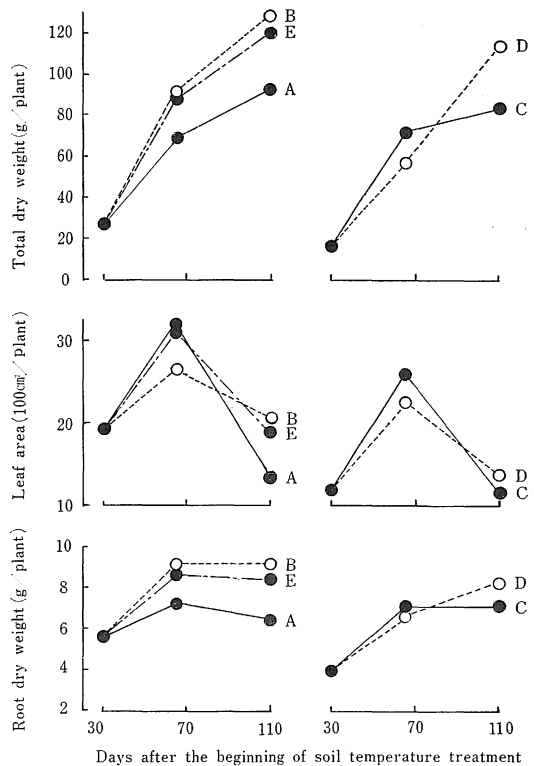 Total dry weight (g/plant)
120
100
80
60
40
20
0
B
E
A
D
C
Leaf area (100cm²/plant)
30
20
10
B
E
A
D
C
Root dry weight (g/plant)
10
8
6
4
2
B
E
A
D
C
30 70 110 30 70 110
Days after the beginning of soil temperature treatment